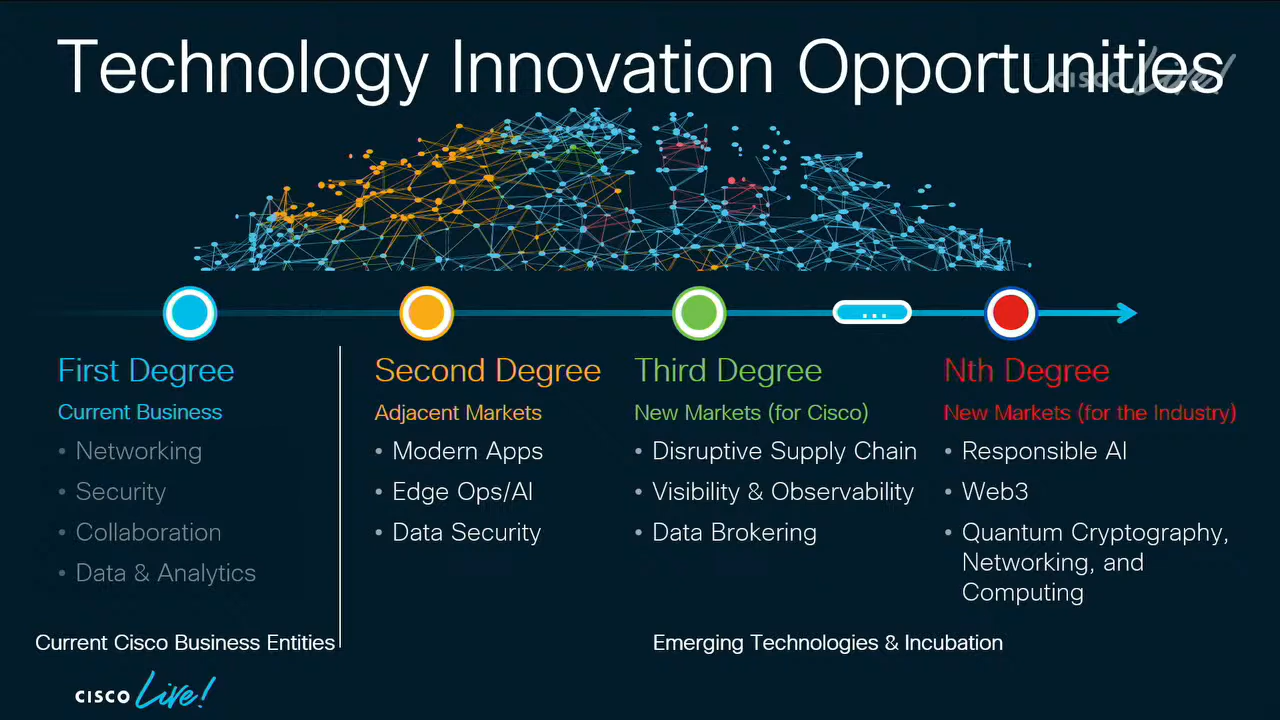 Technology Innovation Opportunities
CISCO Live!
First Degree
Current Business
• Networking
• Security
• Collaboration
• Data & Analytics
Current Cisco Business Entities
Second Degree
Adjacent Markets
• Modern Apps
• Edge Ops/AI
• Data Security
Third Degree
New Markets (for Cisco)
• Disruptive Supply Chain
• Visibility & Observability
• Data Brokering
Nth Degree
New Markets (for the Industry)
• Responsible AI
• Web3
• Quantum Cryptography,
Networking, and
Computing
Emerging Technologies & Incubation
CISCO Live!